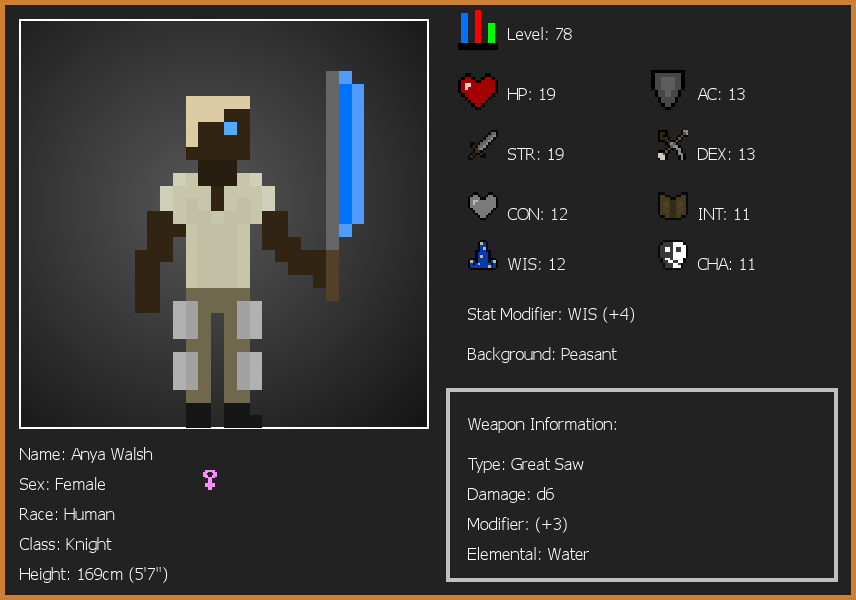 Level: 78
HP: 19
AC: 13
STR: 19
DEX: 13
CON: 12
INT: 11
WIS: 12
CHA: 11
Stat Modifier: WIS (+4)
Background: Peasant
Weapon Information:
Type: Great Saw
Damage: d6
Modifier: (+3)
Elemental: Water
Name: Anya Walsh
Sex: Female
Race: Human
Class: Knight
Height: 169cm (5'7")